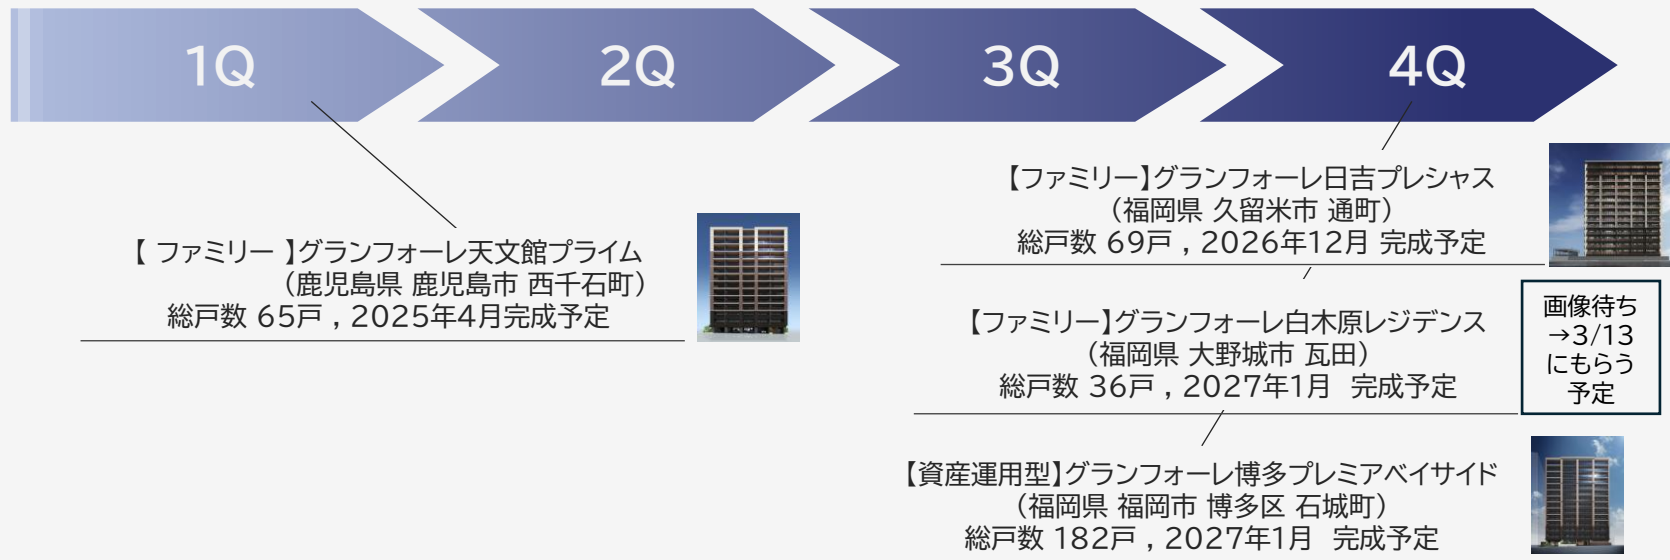 1Q
2Q
3Q
4Q
【 ファミリー 】グランフォーレ天文館プライム
（鹿児島県 鹿児島市 西千石町）
総戸数 65戸 , 2025年4月完成予定
【ファミリー】グランフォーレ日吉プレシャス
（福岡県 久留米市 通町）
総戸数 69戸 , 2026年12月 完成予定
【ファミリー】グランフォーレ白木原レジデンス
（福岡県 大野城市 瓦田）
総戸数 36戸 , 2027年1月　完成予定
画像待ち
→3/13
にもらう
予定
【資産運用型】グランフォーレ博多プレミアベイサイド
（福岡県 福岡市 博多区 石城町）
総戸数 182戸 , 2027年1月　完成予定